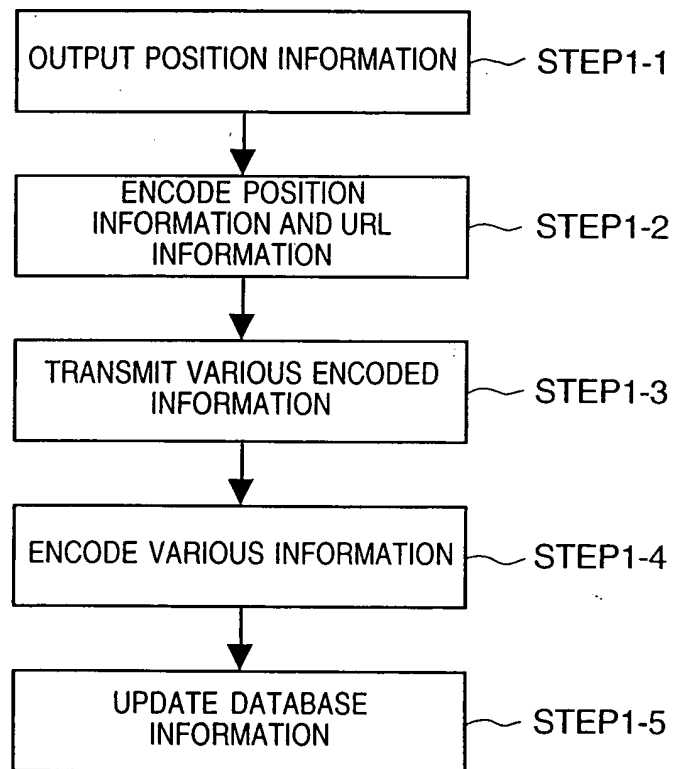 OUTPUT POSITION INFORMATION
STEP1-1
ENCODE POSITION
INFORMATION AND URL
INFORMATION
STEP1-2
TRANSMIT VARIOUS ENCODED
INFORMATION
STEP1-3
ENCODE VARIOUS INFORMATION
STEP1-4
UPDATE DATABASE
INFORMATION
STEP1-5